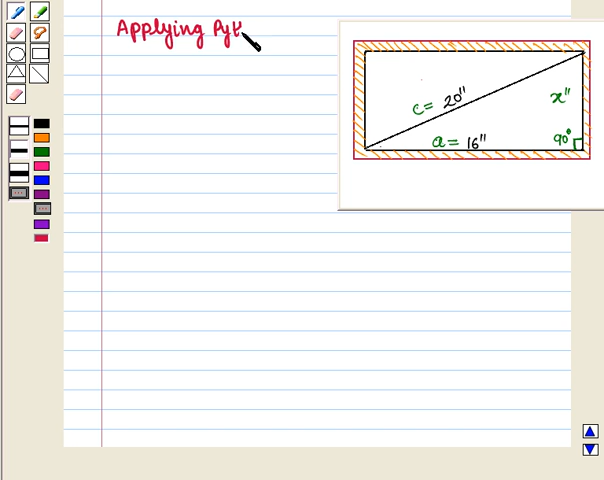 Applying Pyt
c = 20"
x"
a = 16"
90°